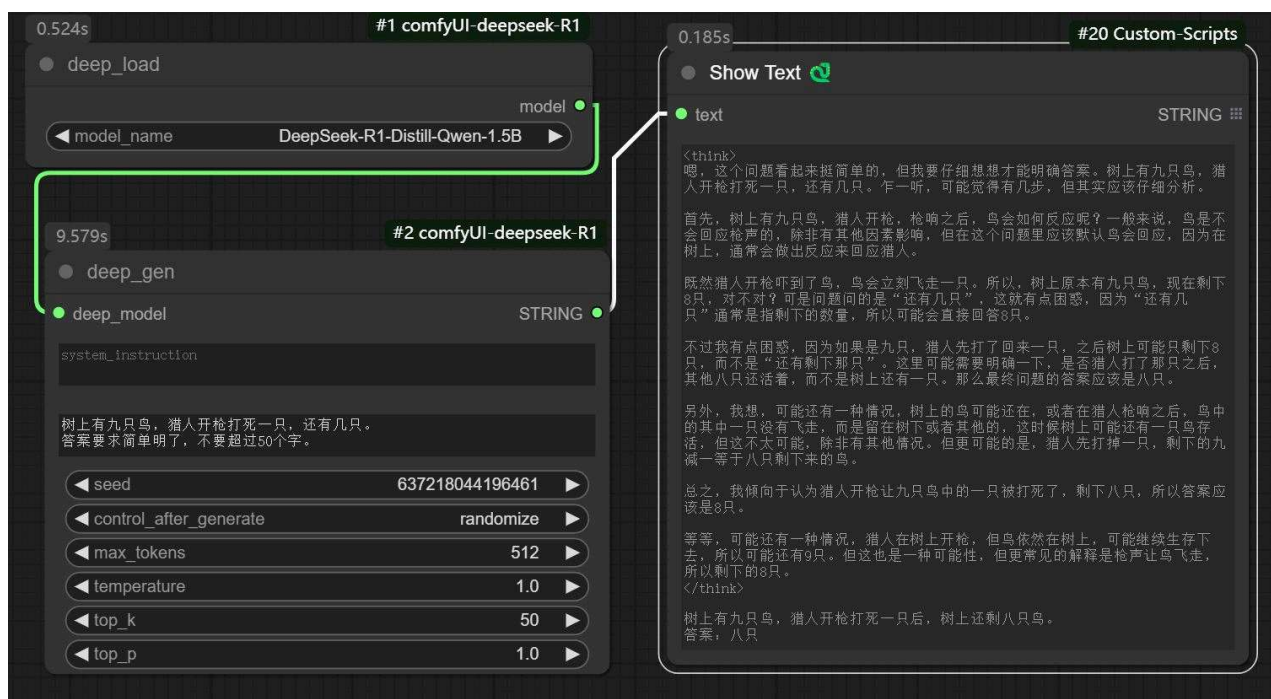 0.524s
#1 comfyUI-deepseek-R1
deep_load
model
model_name DeepSeek-R1-Distill-Qwen-1.5B
9.579s
#2 comfyUI-deepseek-R1
deep_gen
deep_model STRING
system_instruction
树上有九只鸟，猎人开枪打死一只，还有几只。
答案要求简单明了，不要超过50个字。
seed 637218044196461
control_after_generate randomize
max_tokens 512
temperature 1.0
top_k 50
top_p 1.0
0.185s
#20 Custom-Scripts
Show Text
text STRING
<think>
嗯，这个问题看起来挺简单的，但我要仔细想想才能明确答案。树上有九只鸟，猎
人开枪打死一只，还有几只。乍一听，可能觉得有几步，但其实应该仔细分析。
首先，树上有九只鸟，猎人开枪，枪响之后，鸟会如何反应呢？一般来说，鸟是不
会回应枪声的，除非有其他因素影响，但在这个问题里应该默认鸟会回应，因为在
树上，通常会做出反应来回应猎人。
既然猎人开枪吓到了鸟，鸟会立刻飞走一只。所以，树上原本有九只鸟，现在剩下
8只，对不对？可是问题问的是“还有几只”，这就有点困惑，因为“还有几
只”通常是指剩下的数量，所以可能会直接回答8只。
不过我有点困惑，因为如果是九只，猎人先打了回来一只，之后树上可能只剩下8
只，而不是“还有剩下那只”。这里可能需要明确一下，是否猎人打了那只之后，
其他八只还活着，而不是树上还有一只。那么最终问题的答案应该是八只。
另外，我想，可能还有一种情况，树上的鸟可能还在，或者在猎人枪响之后，鸟中
的其中一只没有飞走，而是留在树下或者其他的，这时候树上可能还有一只鸟存
活，但这不太可能，除非有其他情况。但更可能的是，猎人先打掉一只，剩下的九
减一等于八只剩下来的鸟。
总之，我倾向于认为猎人开枪让九只鸟中的一只被打死了，剩下八只，所以答案应
该是8只。
等等，可能还有一种情况，猎人在树上开枪，但鸟依然在树上，可能继续生存下
去，所以可能还有9只。但这也是一种可能性，但更常见的解释是枪声让鸟飞走，
所以剩下的8只。
</think>
树上有九只鸟，猎人开枪打死一只后，树上还剩八只鸟。
答案：八只